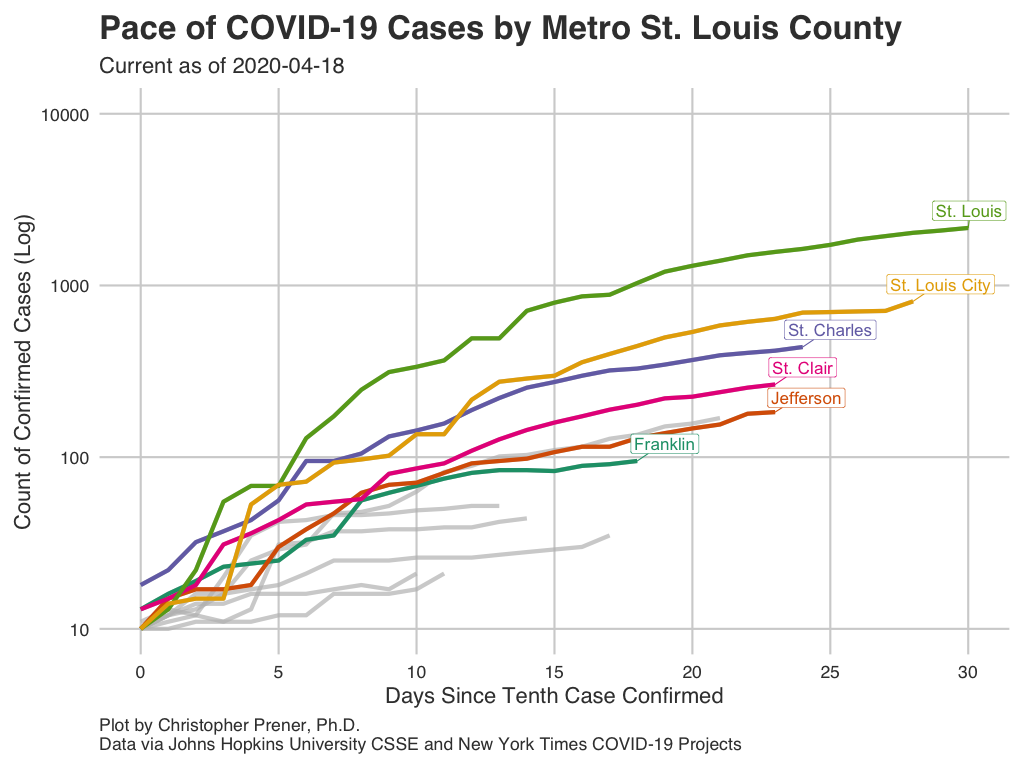 Pace of COVID-19 Cases by Metro St. Louis County
Current as of 2020-04-18
Count of Confirmed Cases (Log)
10000
1000
100
10
St. Louis
St. Louis City
St. Charles
St. Clair
Jefferson
Franklin
0 5 10 15 20 25 30
Days Since Tenth Case Confirmed
Plot by Christopher Prener, Ph.D.
Data via Johns Hopkins University CSSE and New York Times COVID-19 Projects